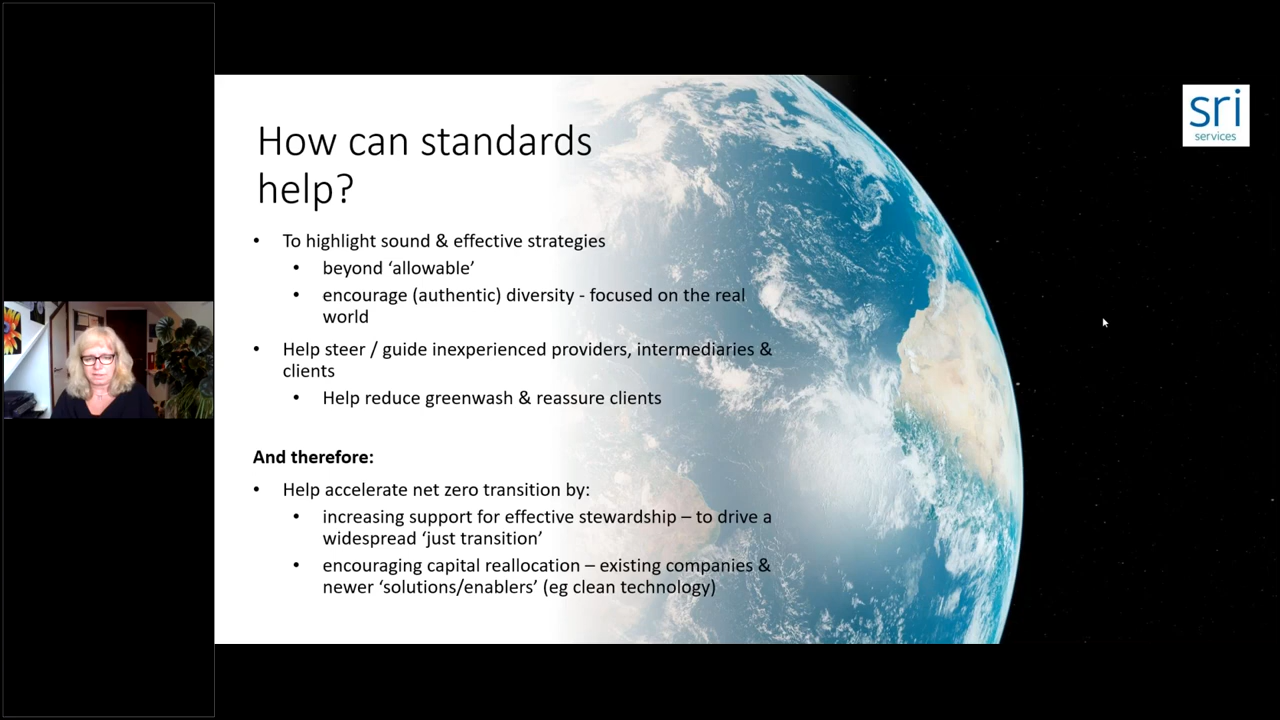 How can standards
help?
• To highlight sound & effective strategies
• beyond ‘allowable’
• encourage (authentic) diversity - focused on the real
world
• Help steer / guide inexperienced providers, intermediaries &
clients
• Help reduce greenwash & reassure clients
And therefore:
• Help accelerate net zero transition by:
• increasing support for effective stewardship – to drive a
widespread ‘just transition’
• encouraging capital reallocation – existing companies &
newer ‘solutions/enablers’ (eg clean technology)
sri
services